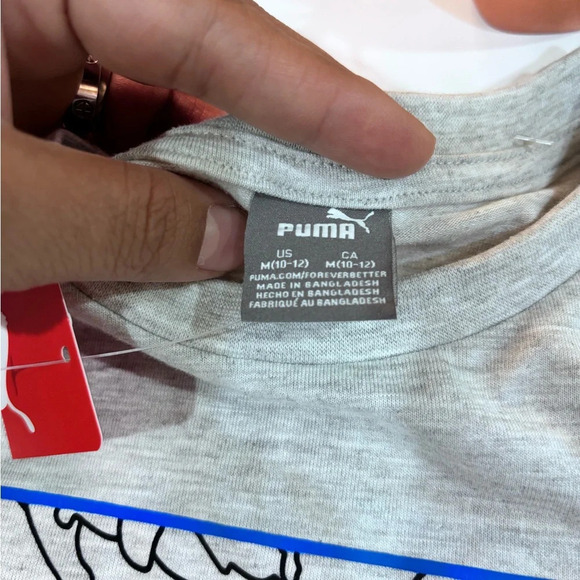 PUMA
US CA
M(10-12) M(10-12)
PUMA.COM/FOREVERBETTER
MADE IN BANGLADESH
HECHO EN BANGLADESH
FABRIQUÉ AU BANGLADESH